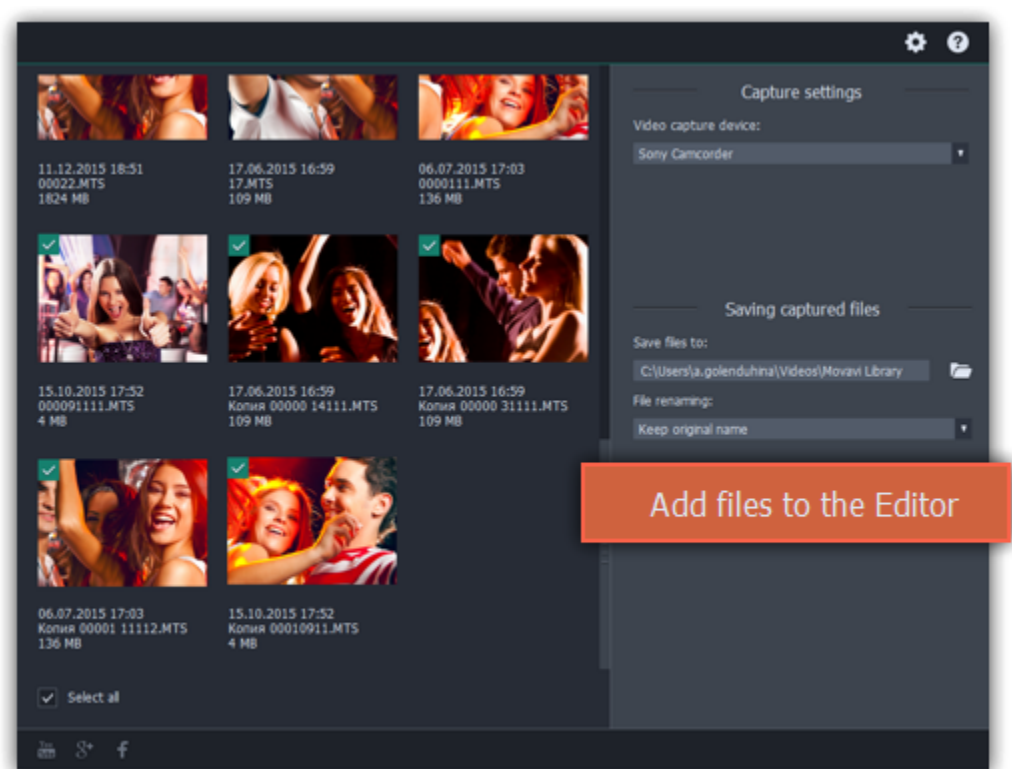 Capture settings
Video capture device:
Sony Camcorder
11.12.2015 18:51
00022.MTS
1824 MB
17.06.2015 16:59
17.MTS
109 MB
06.07.2015 17:03
0000111.MTS
136 MB
15.10.2015 17:52
000091111.MTS
4 MB
17.06.2015 16:59
Копия 00000 14111.MTS
109 MB
17.06.2015 16:59
Копия 00000 31111.MTS
109 MB
Saving captured files
Save files to:
C:\Users\a.golenduhina\Videos\Movavi Library
File renaming:
Keep original name
Add files to the Editor
06.07.2015 17:03
Копия 00001 11112.MTS
136 MB
15.10.2015 17:52
Копия 00010911.MTS
4 MB
Select all